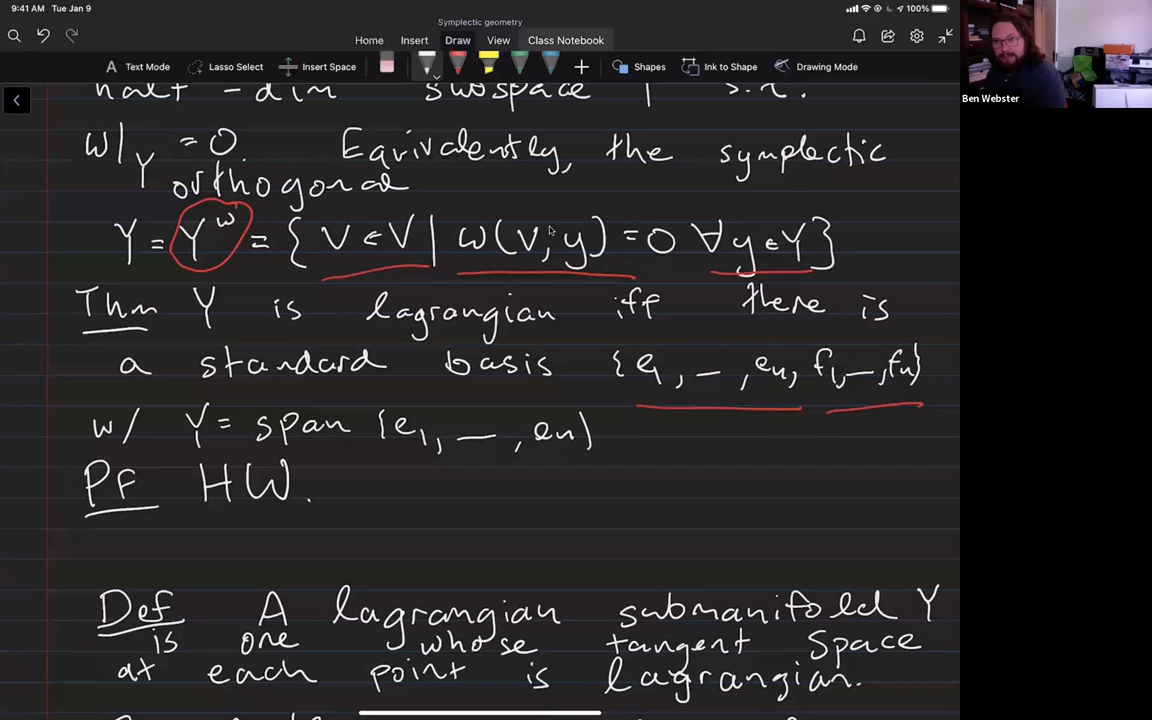 9:41 AM Tue Jan 9
100%
Symplectic geometry
Home Insert Draw View Class Notebook
Text Mode Lasso Select Insert Space Shapes Ink to Shape Drawing Mode
Ben Webster
half-dim subspace Y s.t.
ω|_Y = 0. Equivalently, the symplectic
orthogonal
Y = Y^ω = { v ∈ V | ω(v, y) = 0 ∀ y ∈ Y }
Thm Y is lagrangian iff there is
a standard basis {e₁, —, eₙ, f₁, —, fₙ}
w/ Y = span {e₁, —, eₙ}
Pf HW.
Def A lagrangian submanifold Y
is one whose tangent space
at each point is lagrangian.